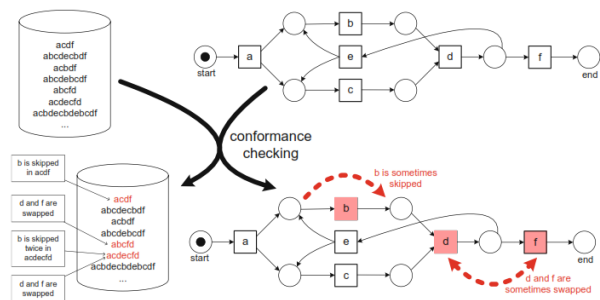 acdf
abcdecbdf
acbdf
abcdebcdf
abcfd
acdecfd
acbdecbdebcdf
...
start
a
b
e
c
d
f
end
conformance
checking
b is skipped
in acdf
d and f are
swapped
b is skipped
twice in
acdecfd
d and f are
swapped
acdf
abcdecbdf
acbdf
abcdebcdf
abcfd
acdecfd
acbdecbdebcdf
...
b is sometimes
skipped
start
a
b
e
c
d
f
end
d and f are
sometimes swapped